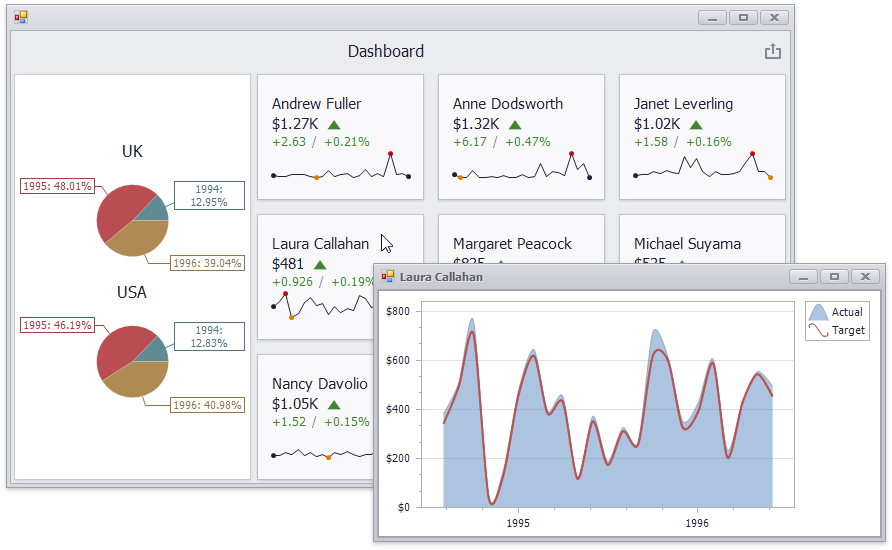 Dashboard
UK
1995: 48.01%
1994:
12.95%
1996: 39.04%
USA
1995: 46.19%
1994:
12.83%
1996: 40.98%
Andrew Fuller
$1.27K
+2.63 / +0.21%
Anne Dodsworth
$1.32K
+6.17 / +0.47%
Janet Leverling
$1.02K
+1.58 / +0.16%
Laura Callahan
$481
+0.926 / +0.19%
Margaret Peacock
Michael Suyama
Nancy Davolio
$1.05K
+1.52 / +0.15%
Laura Callahan
$800
$600
$400
$200
$0
1995
1996
Actual
Target